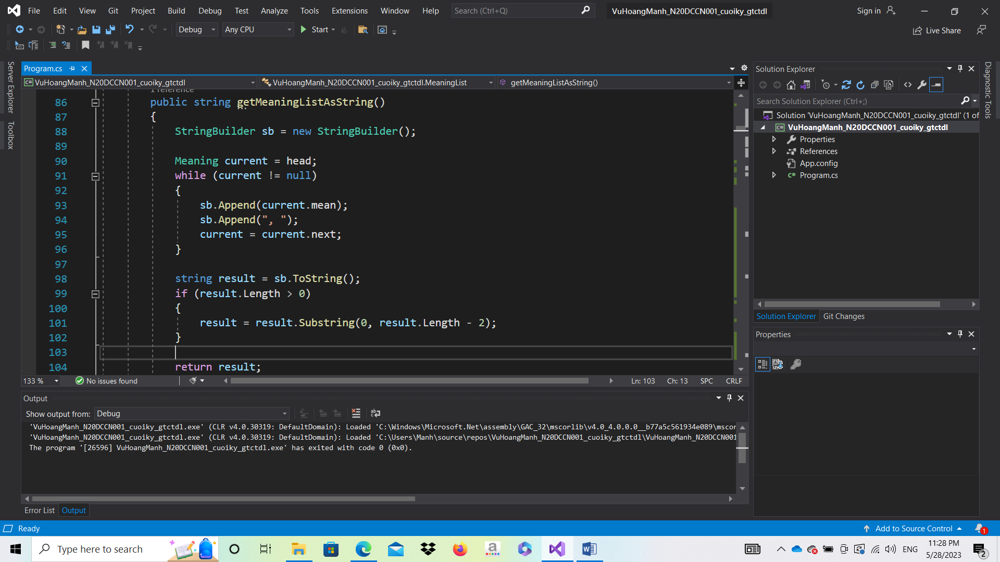 File Edit View Git Project Build Debug Test Analyze Tools Extensions Window Help Search (Ctrl+Q) VuHoangManh_N20DCCN001_cuoiky_gtctdl Sign in
Debug Any CPU Start Live Share
Server Explorer
Toolbox
Program.cs
VuHoangManh_N20DCCN001_cuoiky_gtctdl VuHoangManh_N20DCCN001_cuoiky_gtctdl.MeaningList getMeaningListAsString()
1 reference
86 public string getMeaningListAsString()
87 {
88 StringBuilder sb = new StringBuilder();
89
90 Meaning current = head;
91 while (current != null)
92 {
93 sb.Append(current.mean);
94 sb.Append(", ");
95 current = current.next;
96 }
97
98 string result = sb.ToString();
99 if (result.Length > 0)
100 {
101 result = result.Substring(0, result.Length - 2);
102 }
103
104 return result;
133 % No issues found Ln: 103 Ch: 13 SPC CRLF
Output
Show output from: Debug
'VuHoangManh_N20DCCN001_cuoiky_gtctdl.exe' (CLR v4.0.30319: DefaultDomain): Loaded 'C:\Windows\Microsoft.Net\assembly\GAC_32\mscorlib\v4.0_4.0.0.0__b77a5c561934e089\mscor
'VuHoangManh_N20DCCN001_cuoiky_gtctdl.exe' (CLR v4.0.30319: DefaultDomain): Loaded 'C:\Users\Manh\source\repos\VuHoangManh_N20DCCN001_cuoiky_gtctdl\VuHoangManh_N20DCCN001
The program '[26596] VuHoangManh_N20DCCN001_cuoiky_gtctdl.exe' has exited with code 0 (0x0).
Error List Output
Solution Explorer
Search Solution Explorer (Ctrl+;)
Solution 'VuHoangManh_N20DCCN001_cuoiky_gtctdl' (1 of
VuHoangManh_N20DCCN001_cuoiky_gtctdl
Properties
References
App.config
Program.cs
Solution Explorer Git Changes
Properties
Diagnostic Tools
Ready Add to Source Control 1
Type here to search ENG 11:28 PM
5/28/2023 2